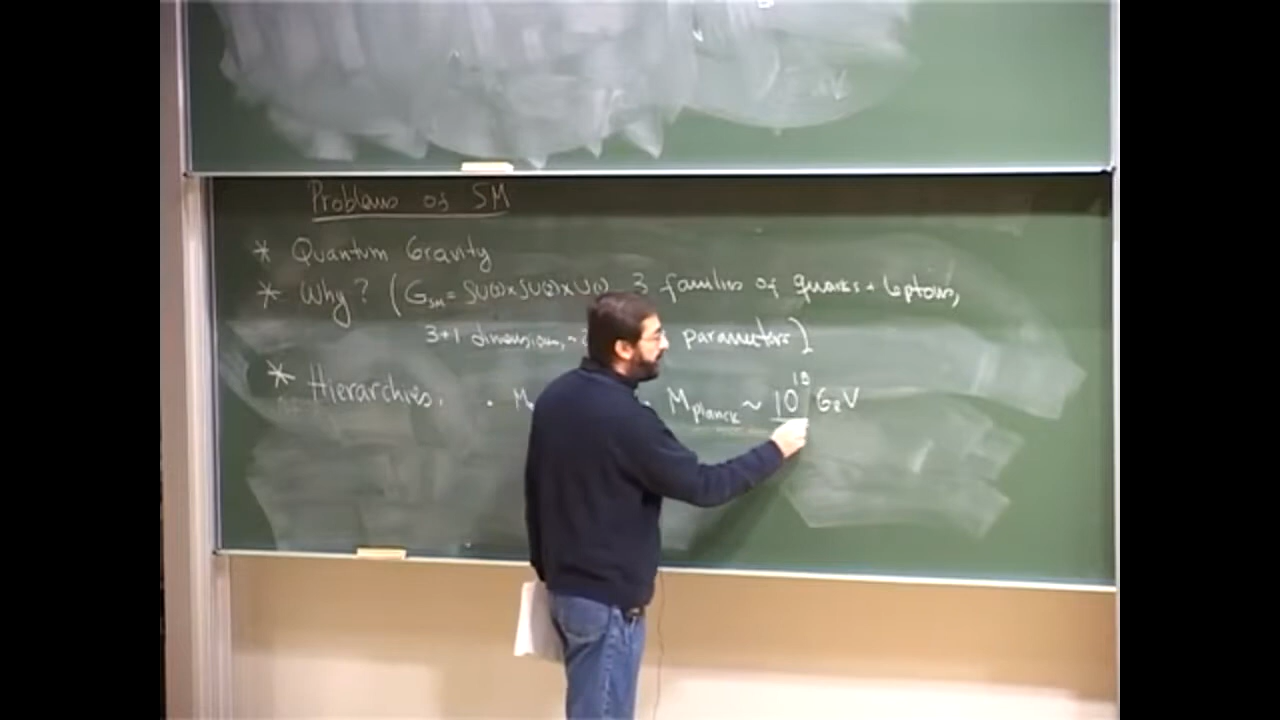 Problems of SM
* Quantum Gravity
* Why? (G_SM = SU(3)×SU(2)×U(1) 3 families of quarks + leptons,
3+1 dimensions, ~ 2 parameters)
* Hierarchies. • M • M_planck ~ 10^19 GeV